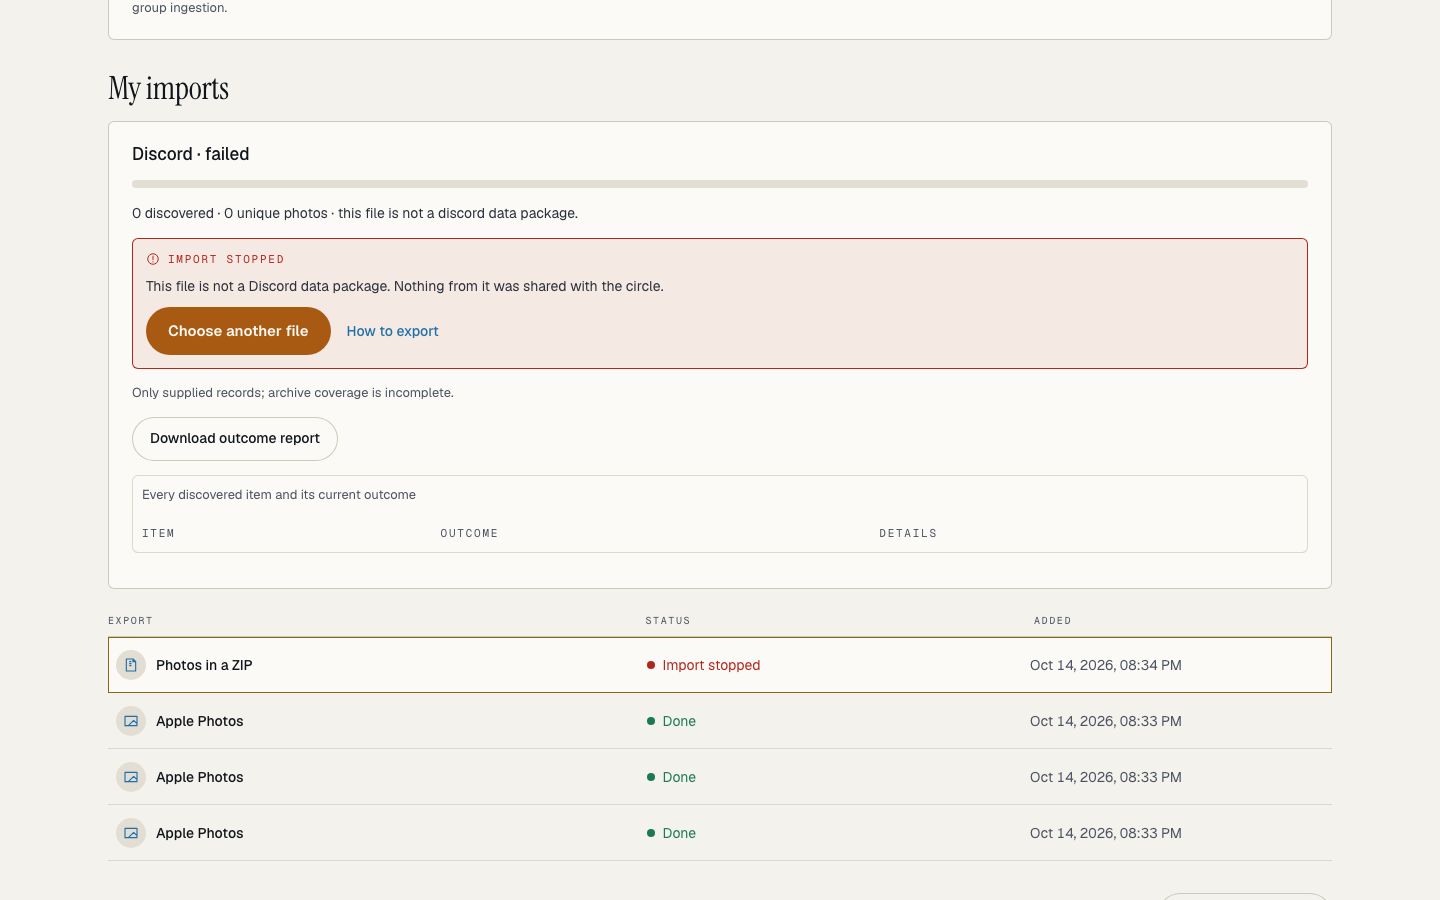 group ingestion.
My imports
Discord · failed
0 discovered · 0 unique photos · this file is not a discord data package.
IMPORT STOPPED
This file is not a Discord data package. Nothing from it was shared with the circle.
Choose another file How to export
Only supplied records; archive coverage is incomplete.
Download outcome report
Every discovered item and its current outcome
ITEM OUTCOME DETAILS
EXPORT STATUS ADDED
Photos in a ZIP Import stopped Oct 14, 2026, 08:34 PM
Apple Photos Done Oct 14, 2026, 08:33 PM
Apple Photos Done Oct 14, 2026, 08:33 PM
Apple Photos Done Oct 14, 2026, 08:33 PM